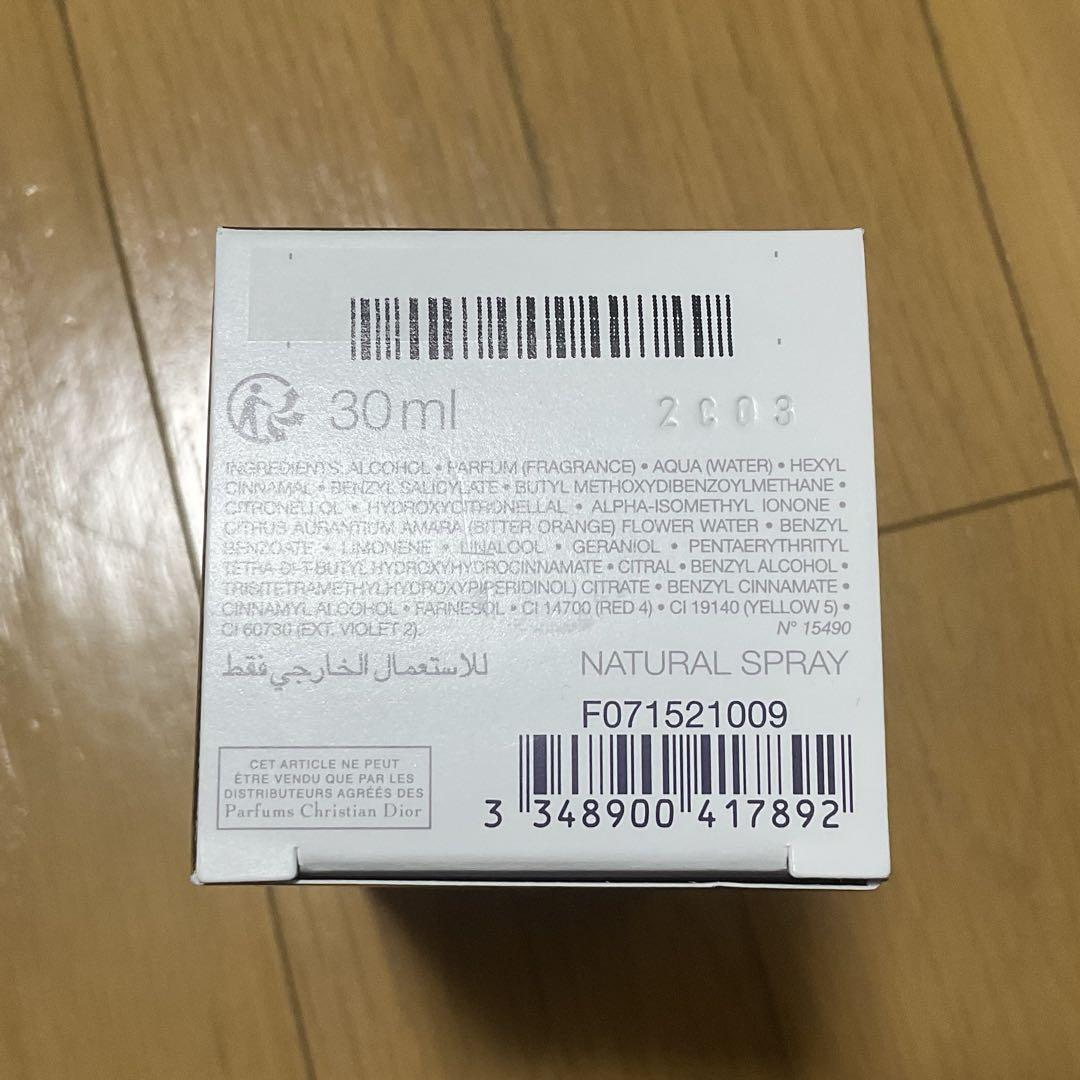 30ml
2C03
INGREDIENTS: ALCOHOL • PARFUM (FRAGRANCE) • AQUA (WATER) • HEXYL
CINNAMAL • BENZYL SALICYLATE • BUTYL METHOXYDIBENZOYLMETHANE •
CITRONELLOL • HYDROXYCITRONELLAL • ALPHA-ISOMETHYL IONONE •
CITRUS AURANTIUM AMARA (BITTER ORANGE) FLOWER WATER • BENZYL
BENZOATE • LIMONENE • LINALOOL • GERANIOL • PENTAERYTHRITYL
TETRA-DI-T-BUTYL HYDROXYHYDROCINNAMATE • CITRAL • BENZYL ALCOHOL •
TRIS(TETRAMETHYLHYDROXYPIPERIDINOL) CITRATE • BENZYL CINNAMATE •
CINNAMYL ALCOHOL • FARNESOL • CI 14700 (RED 4) • CI 19140 (YELLOW 5) •
CI 60730 (EXT. VIOLET 2).
N° 15490
للاستعمال الخارجي فقط
NATURAL SPRAY
F071521009
CET ARTICLE NE PEUT
ÊTRE VENDU QUE PAR LES
DISTRIBUTEURS AGRÉÉS DES
Parfums Christian Dior
3 348900 417892